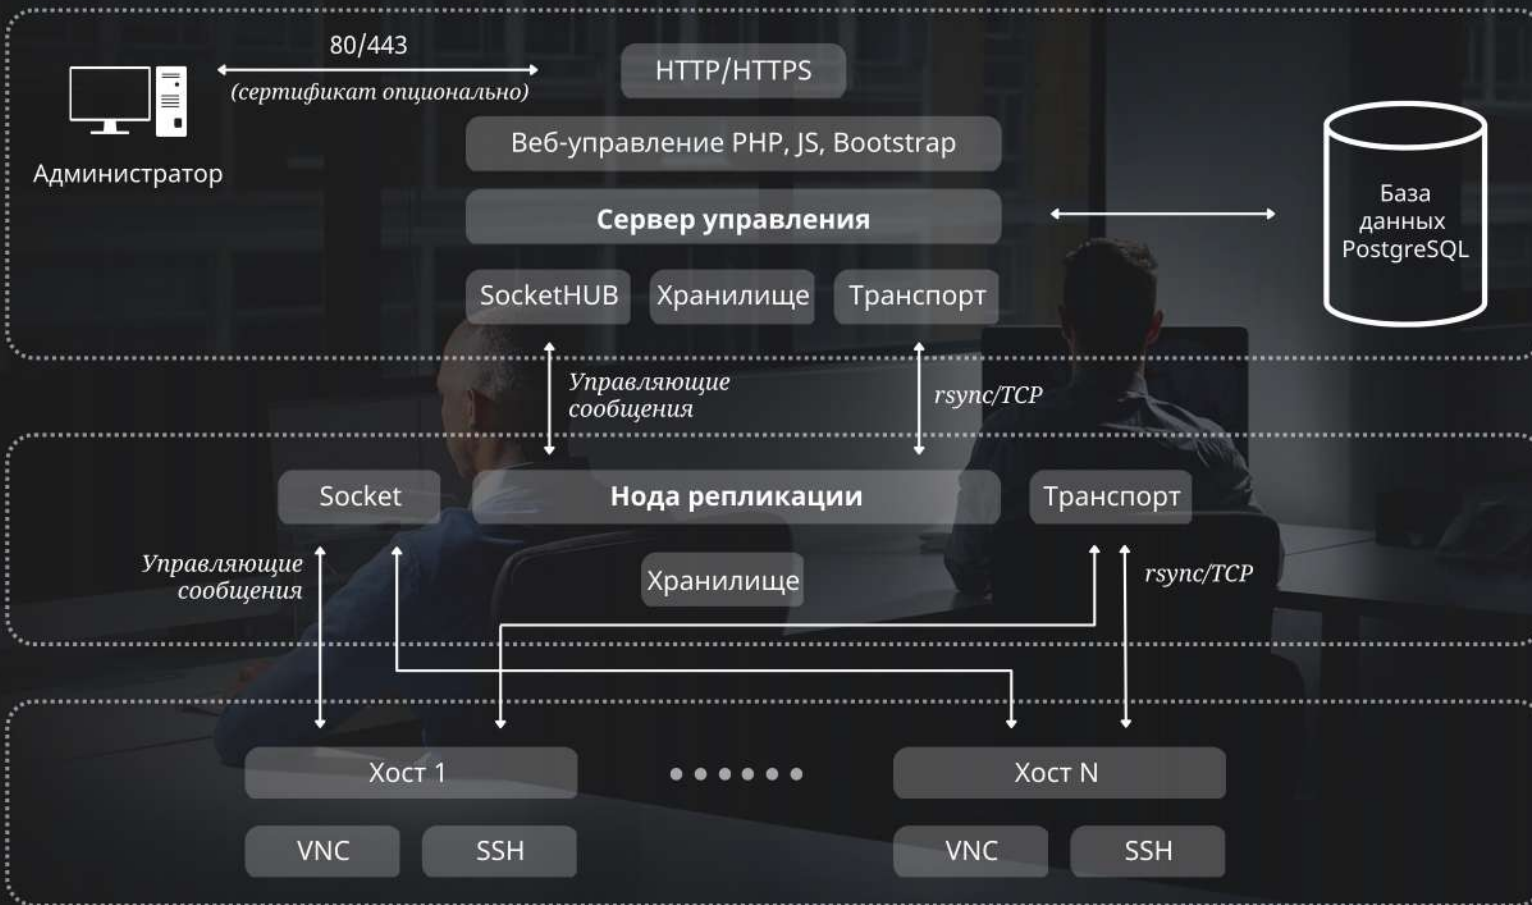 80/443
(сертификат опционально)
Администратор
HTTP/HTTPS
Веб-управление PHP, JS, Bootstrap
Сервер управления
SocketHUB
Хранилище
Транспорт
База
данных
PostgreSQL
Управляющие
сообщения
rsync/TCP
Socket
Нода репликации
Транспорт
Управляющие
сообщения
Хранилище
rsync/TCP
Хост 1
Хост N
VNC
SSH
VNC
SSH